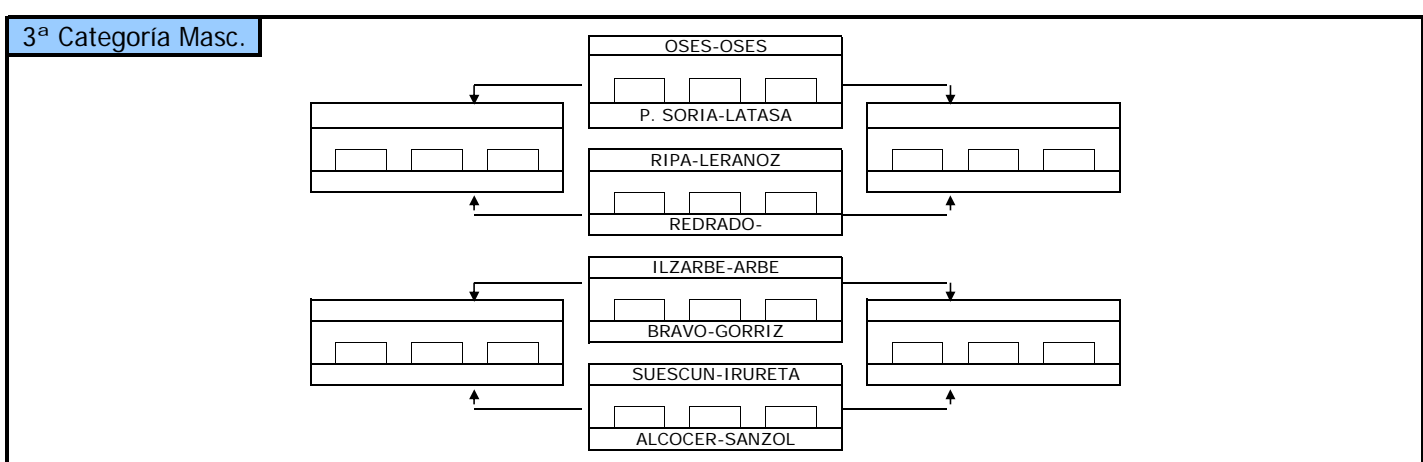 3ª Categoría Masc.
OSES-OSES
P. SORIA-LATASA
RIPA-LERANOZ
REDRADO-
ILZARBE-ARBE
BRAVO-GORRIZ
SUESCUN-IRURETA
ALCOCER-SANZOL